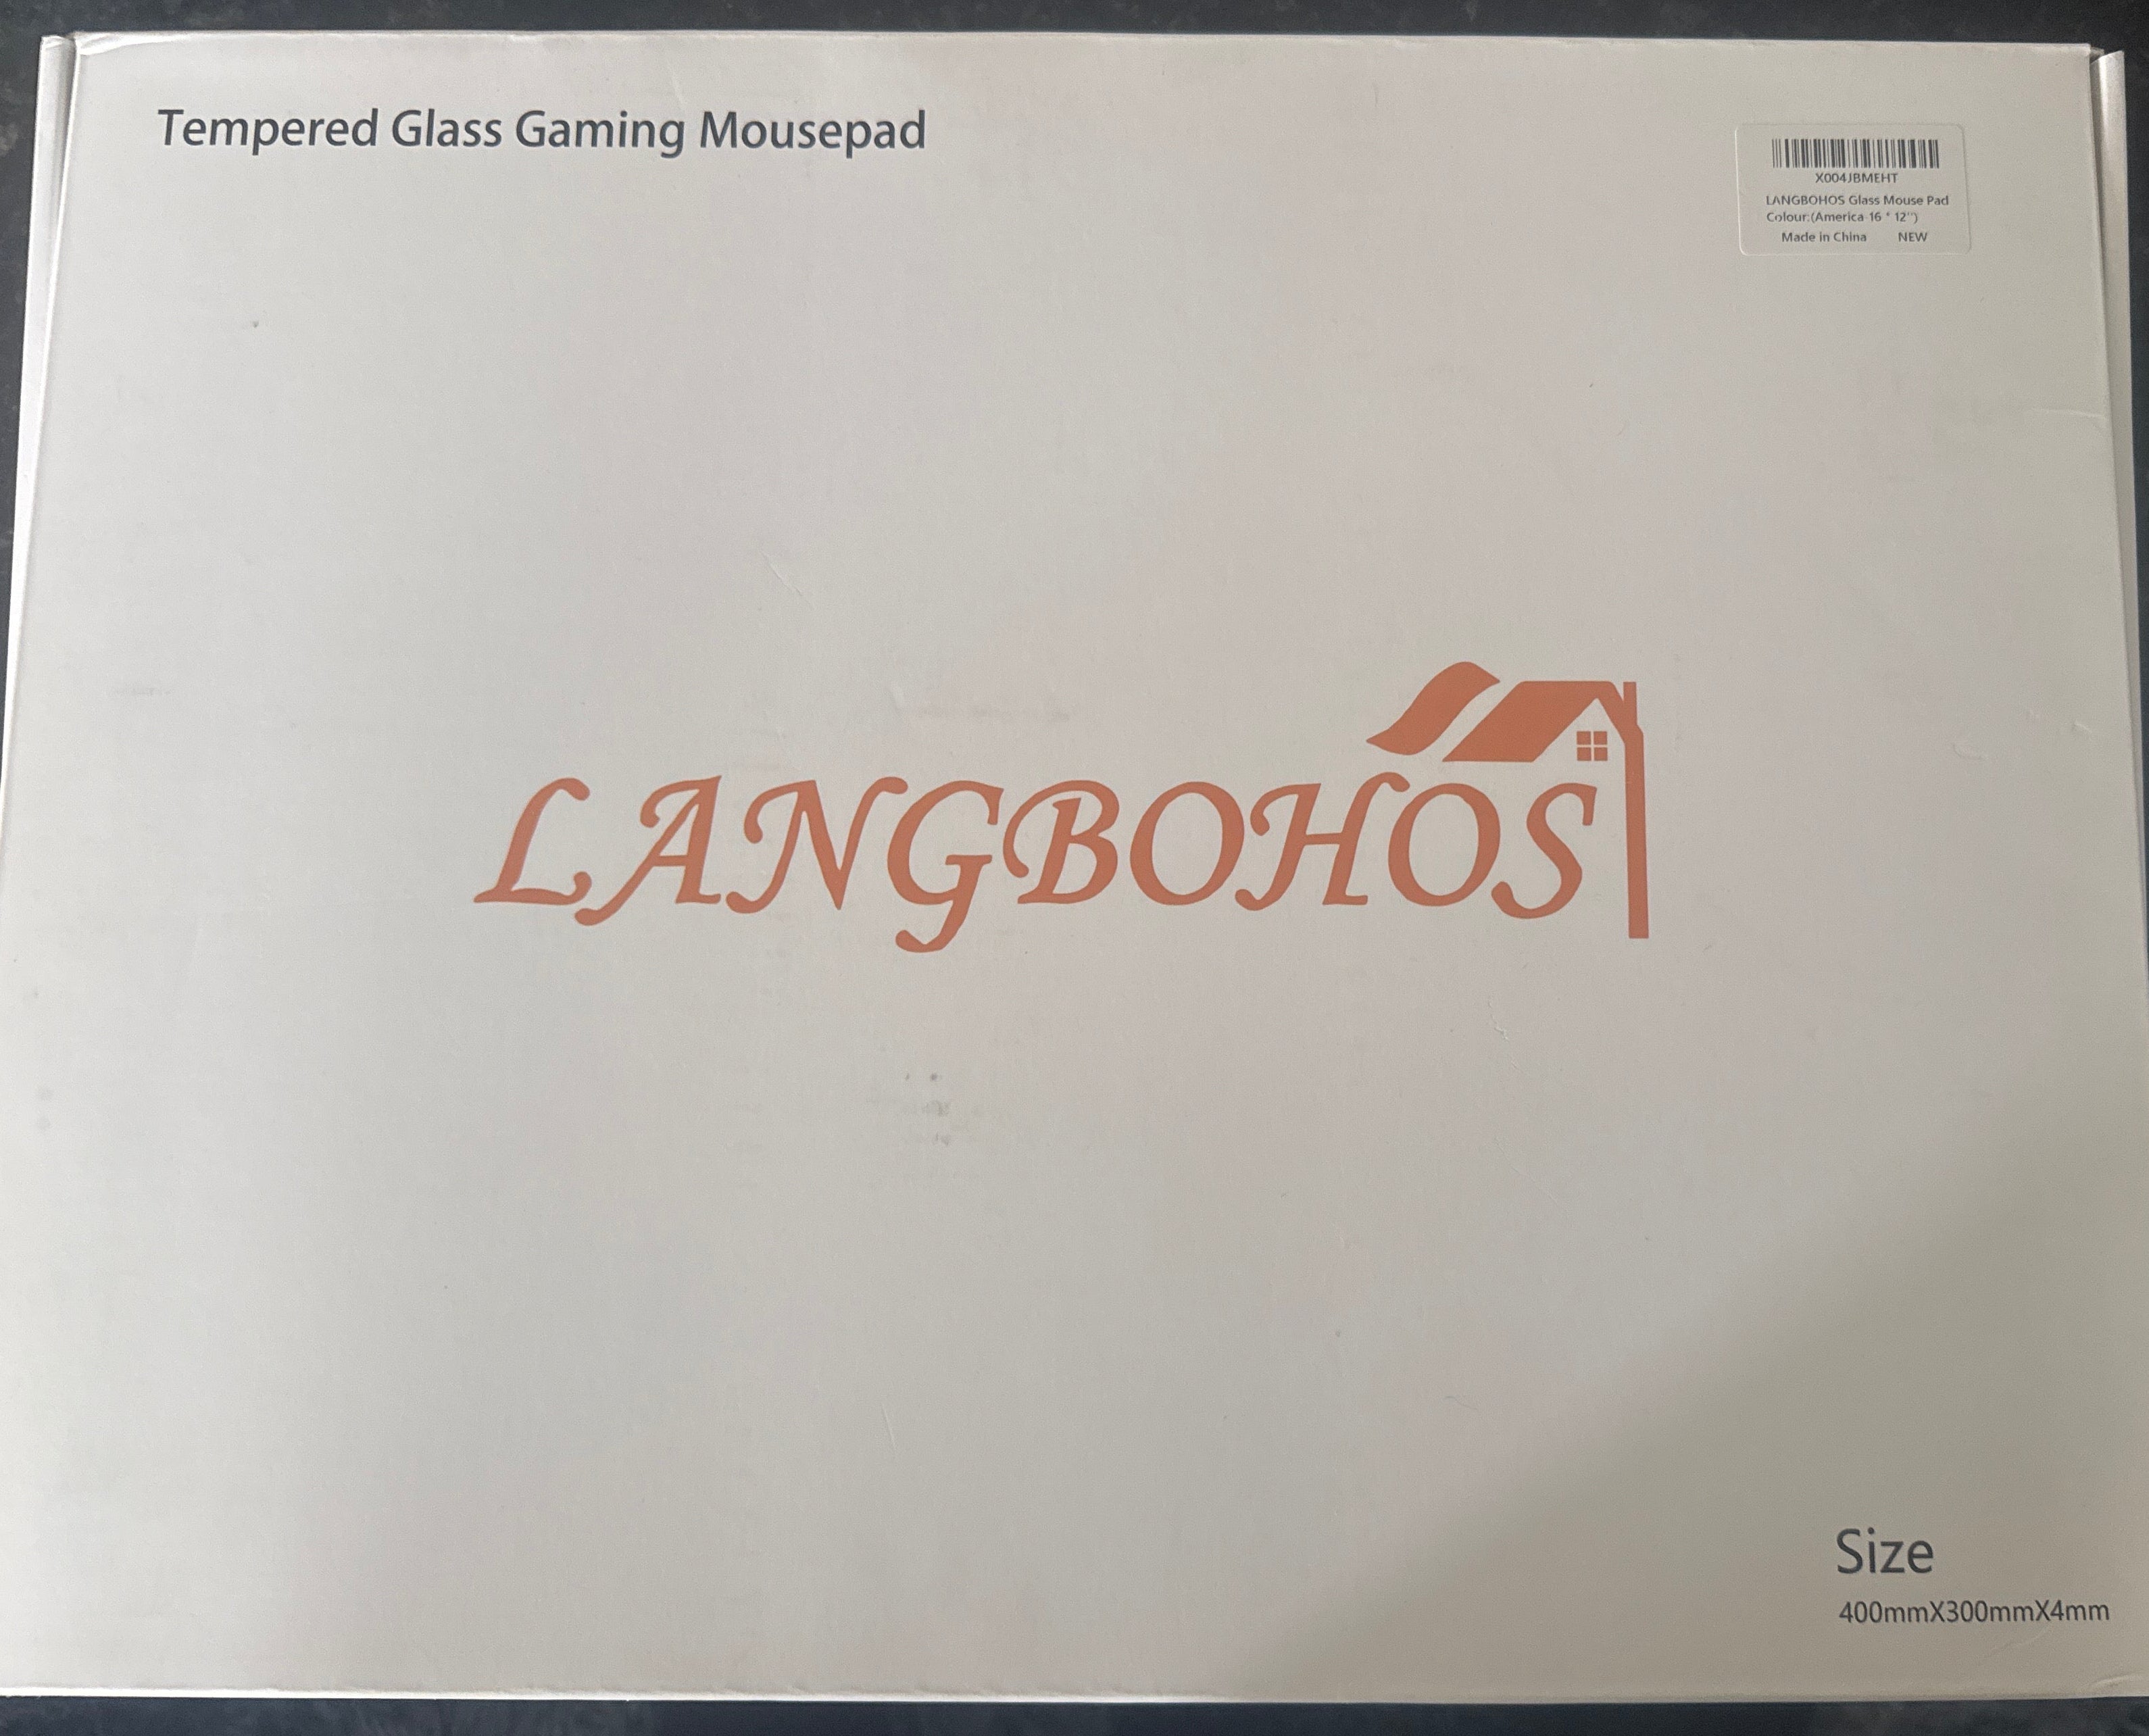 Tempered Glass Gaming Mousepad
X004JBMEHT
LANGBOHOS Glass Mouse Pad
Colour:(America 16 * 12'')
Made in China NEW
LANGBOHOS
Size
400mmX300mmX4mm